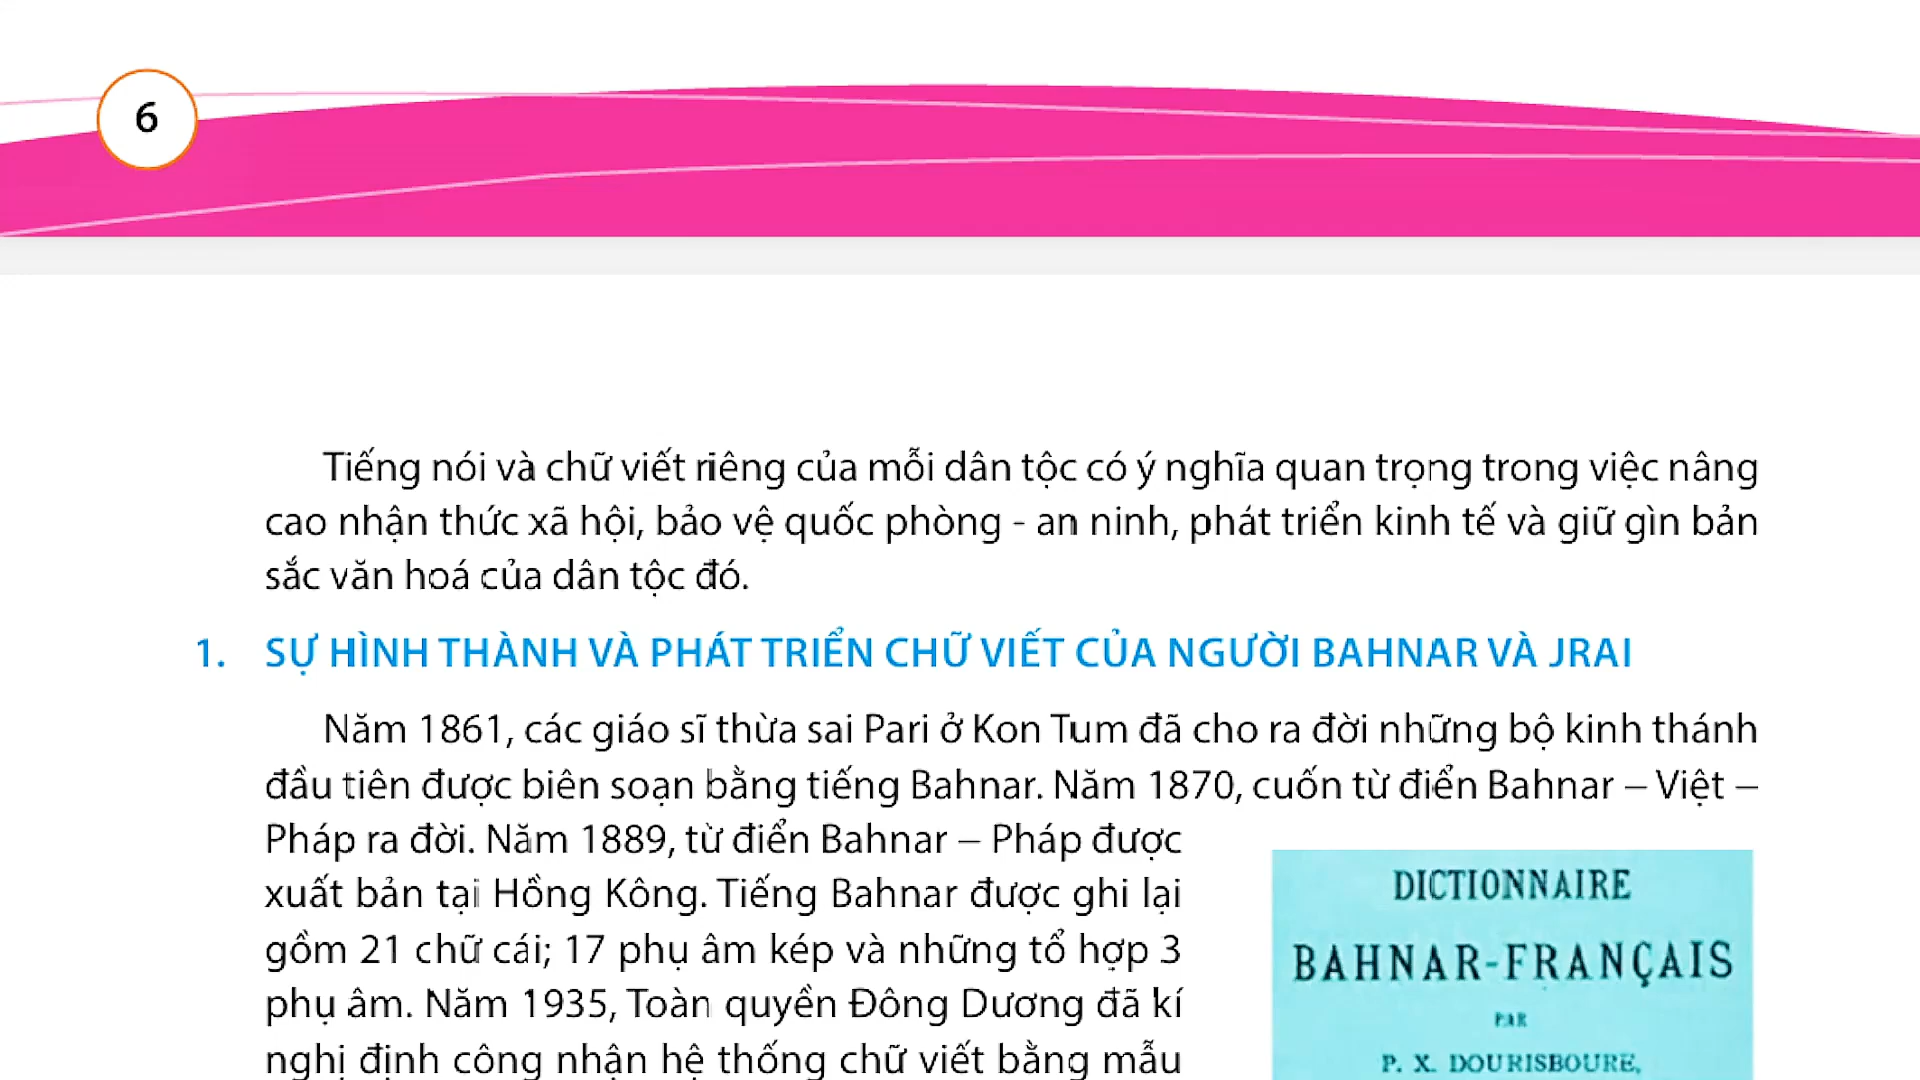 6
Tiếng nói và chữ viết riêng của mỗi dân tộc có ý nghĩa quan trọng trong việc nâng
cao nhận thức xã hội, bảo vệ quốc phòng - an ninh, phát triển kinh tế và giữ gìn bản
sắc văn hoá của dân tộc đó.
1. SỰ HÌNH THÀNH VÀ PHÁT TRIỂN CHỮ VIẾT CỦA NGƯỜI BAHNAR VÀ JRAI
Năm 1861, các giáo sĩ thừa sai Pari ở Kon Tum đã cho ra đời những bộ kinh thánh
đầu tiên được biên soạn bằng tiếng Bahnar. Năm 1870, cuốn từ điển Bahnar – Việt –
Pháp ra đời. Năm 1889, từ điển Bahnar – Pháp được
xuất bản tại Hồng Kông. Tiếng Bahnar được ghi lại
gồm 21 chữ cái; 17 phụ âm kép và những tổ hợp 3
phụ âm. Năm 1935, Toàn quyền Đông Dương đã kí
nghị định công nhận hệ thống chữ viết bằng mẫu
DICTIONNAIRE
BAHNAR-FRANÇAIS
PAR
P. X. DOURISBOURE,